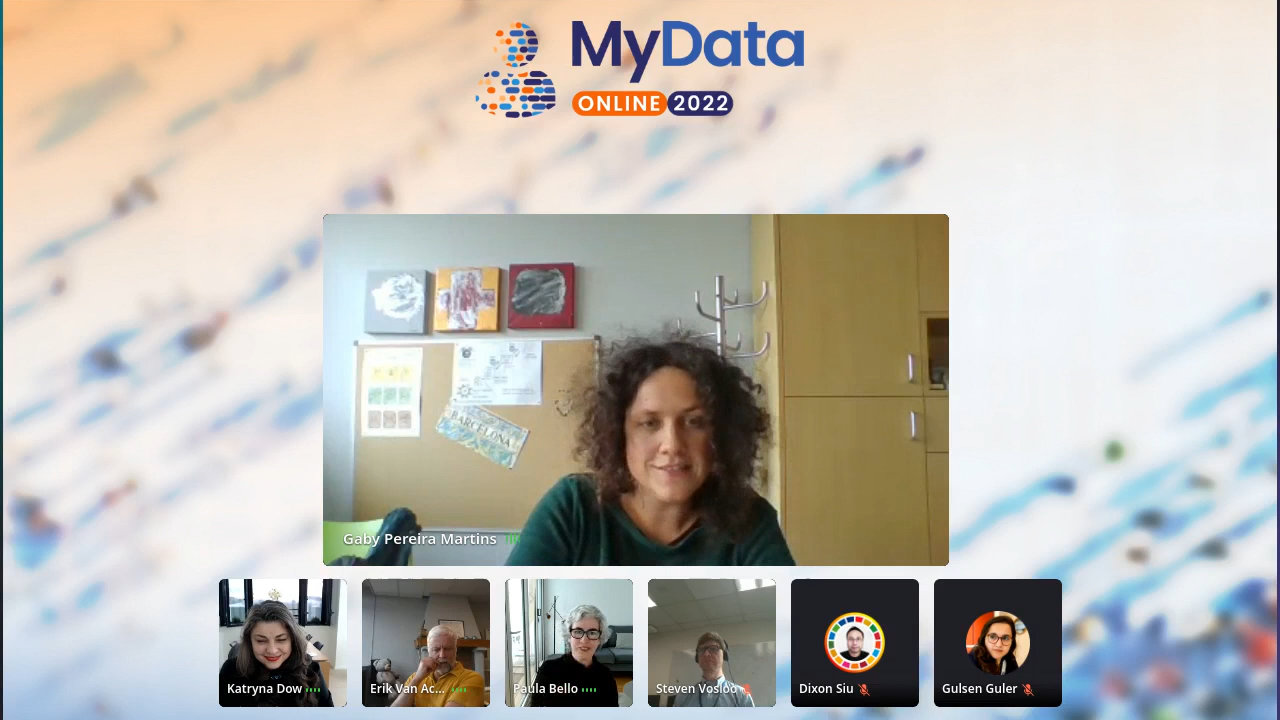 MyData
ONLINE 2022
BARCELONA
Gaby Pereira Martins
Katryna Dow
Erik Van Ac...
Paula Bello
Steven Vosloo
Dixon Siu
Gulsen Guler